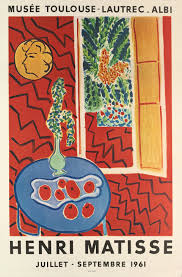 MUSÉE TOULOUSE-LAUTREC. ALBI
HENRI MATISSE
JUILLET - SEPTEMBRE 1961